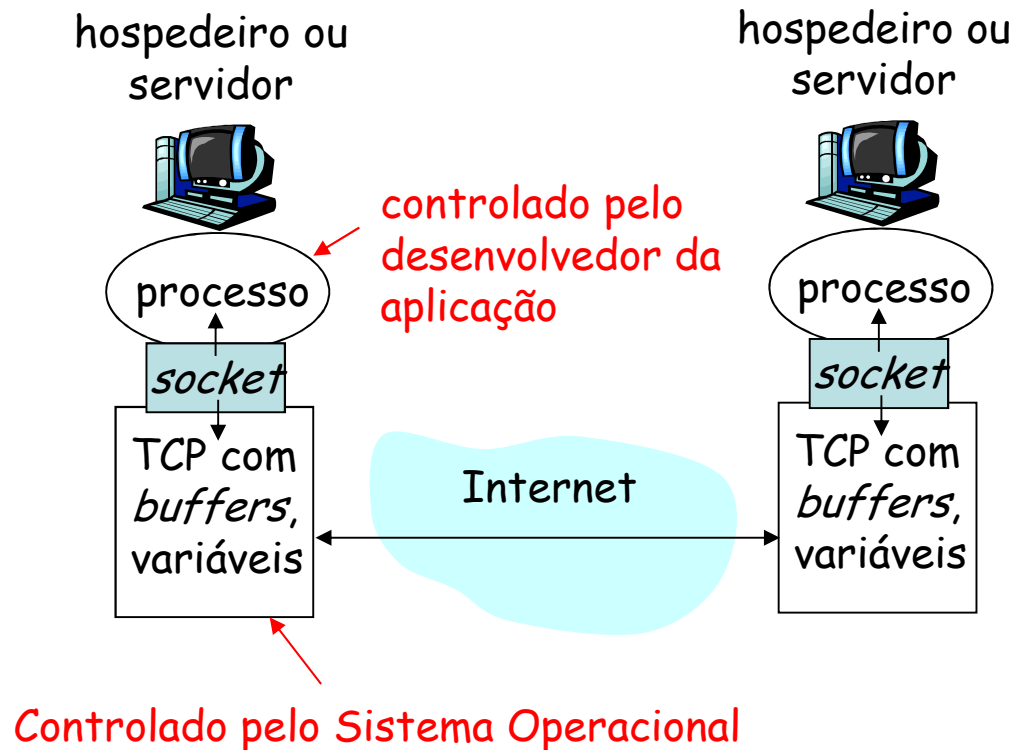 hospedeiro ou
servidor
hospedeiro ou
servidor
controlado pelo
desenvolvedor da
aplicação
processo
processo
socket
socket
TCP com
buffers,
variáveis
Internet
TCP com
buffers,
variáveis
Controlado pelo Sistema Operacional